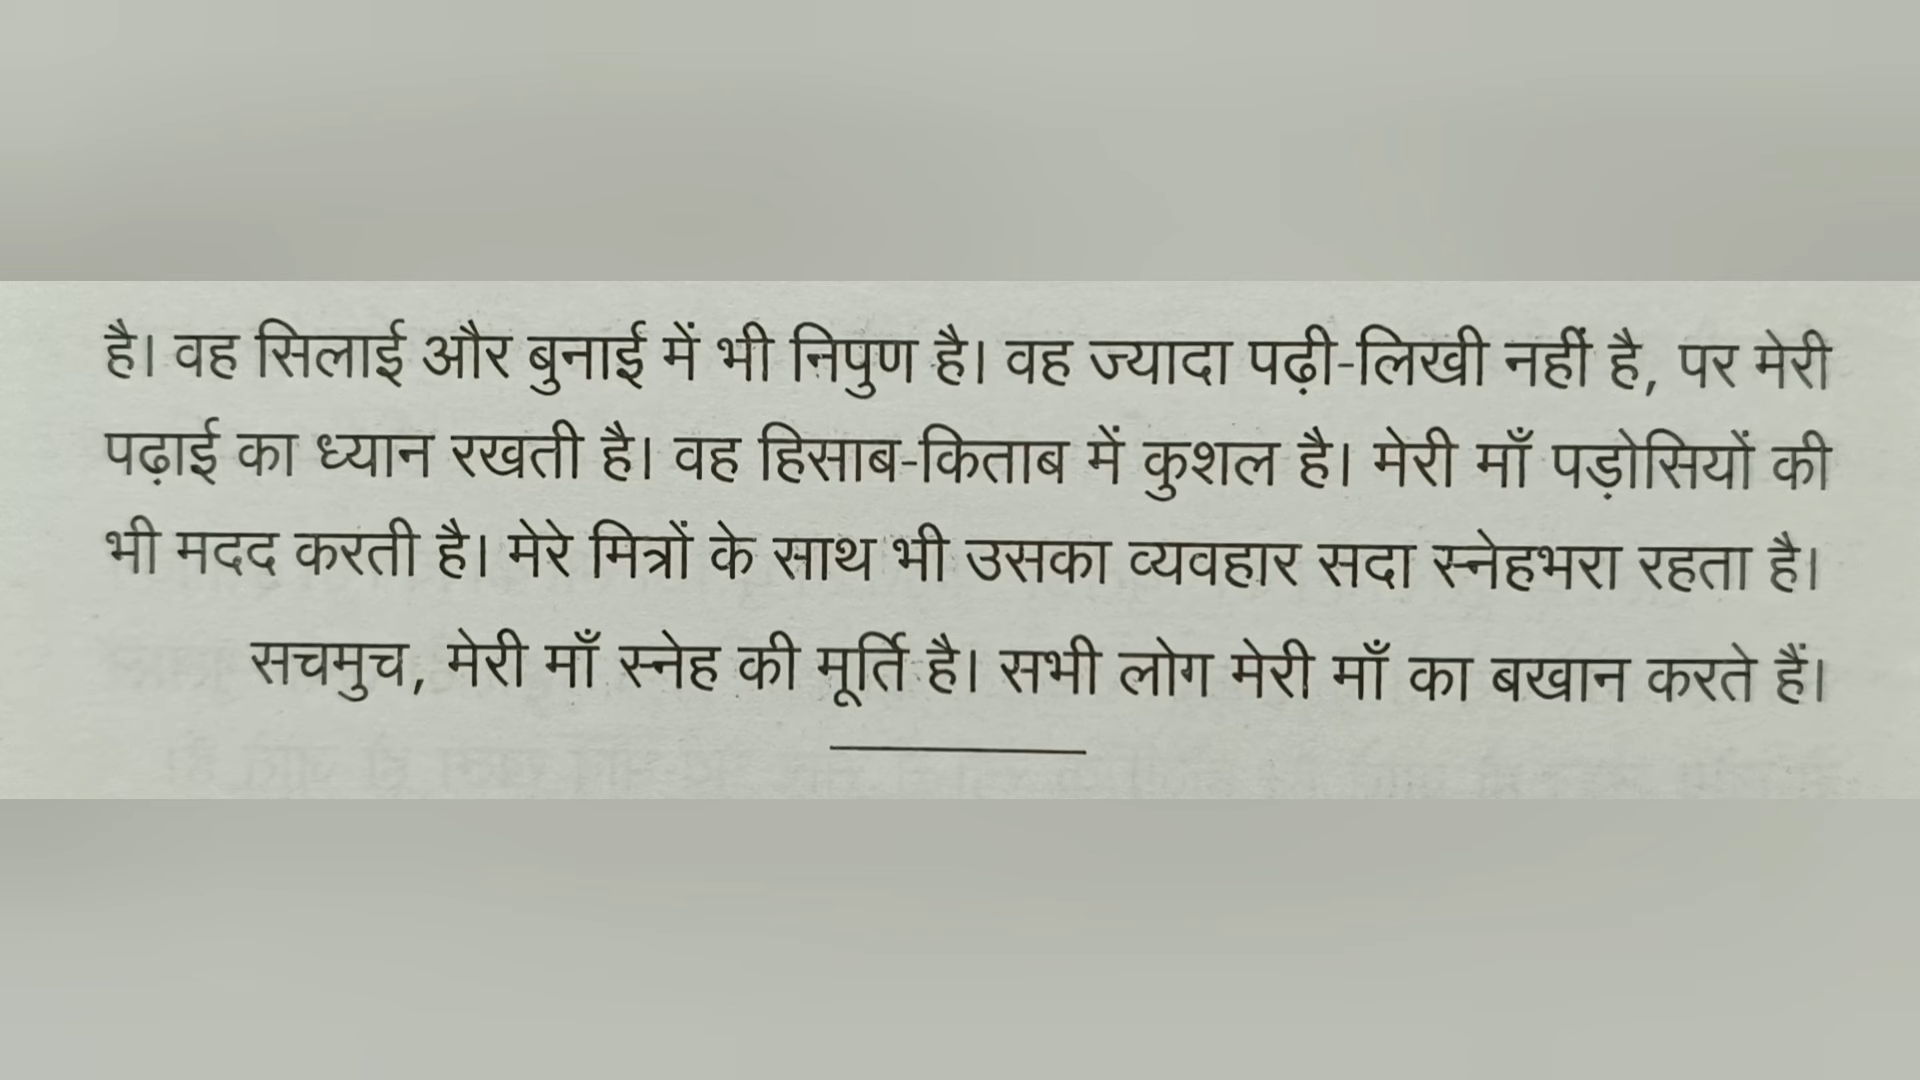 है। वह सिलाई और बुनाई में भी निपुण है। वह ज्यादा पढ़ी-लिखी नहीं है, पर मेरी
पढ़ाई का ध्यान रखती है। वह हिसाब-किताब में कुशल है। मेरी माँ पड़ोसियों की
भी मदद करती है। मेरे मित्रों के साथ भी उसका व्यवहार सदा स्नेहभरा रहता है।
सचमुच, मेरी माँ स्नेह की मूर्ति है। सभी लोग मेरी माँ का बखान करते हैं।